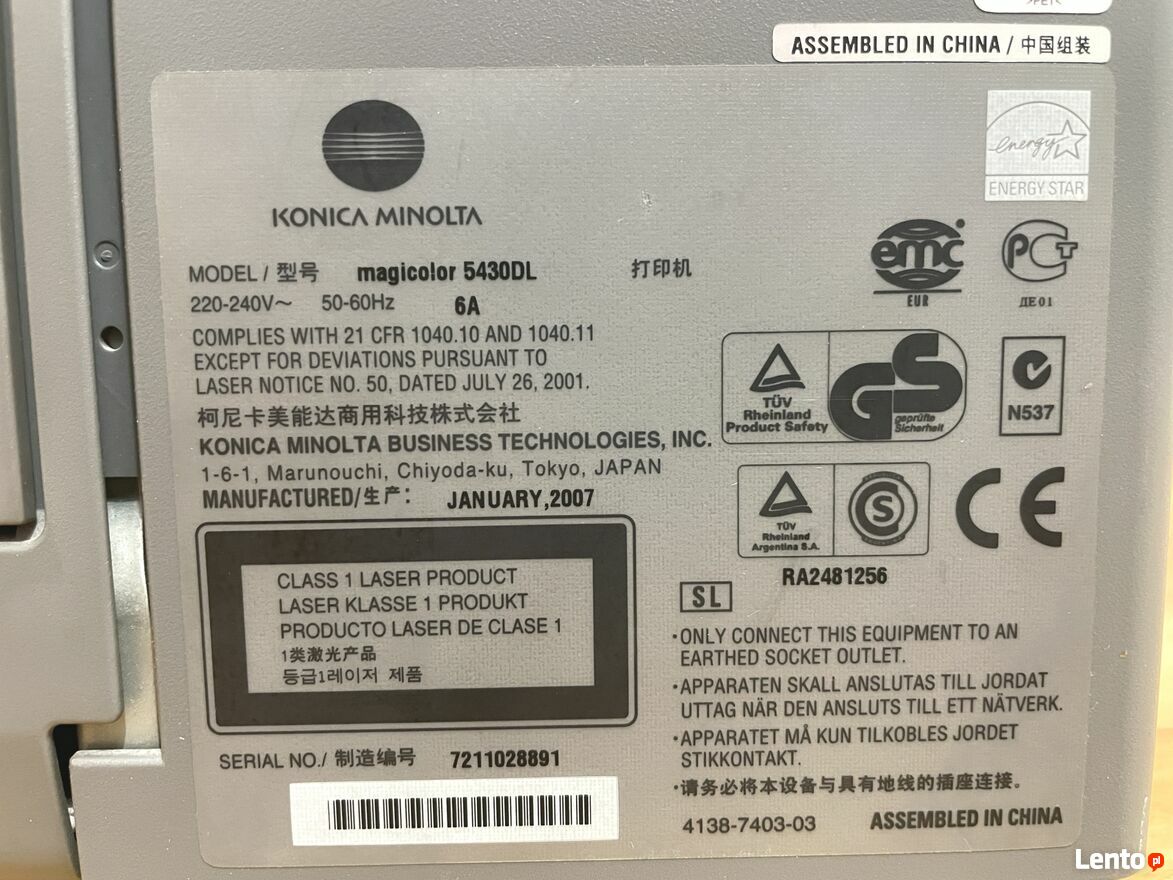 >PET<
ASSEMBLED IN CHINA / 中国组装
energy
ENERGY STAR
KONICA MINOLTA
MODEL / 型号 magicolor 5430DL 打印机
220-240V～ 50-60Hz 6A
COMPLIES WITH 21 CFR 1040.10 AND 1040.11
EXCEPT FOR DEVIATIONS PURSUANT TO
LASER NOTICE NO. 50, DATED JULY 26, 2001.
柯尼卡美能达商用科技株式会社
KONICA MINOLTA BUSINESS TECHNOLOGIES, INC.
1-6-1, Marunouchi, Chiyoda-ku, Tokyo, JAPAN
MANUFACTURED/生产: JANUARY,2007
CLASS 1 LASER PRODUCT
LASER KLASSE 1 PRODUKT
PRODUCTO LASER DE CLASE 1
1类激光产品
등급1레이저 제품
SERIAL NO./ 制造编号 7211028891
emc
EUR
РСТ
ДЕ01
TÜV
Rheinland
Product Safety
GS
geprüfte
Sicherheit
N537
TÜV
Rheinland
Argentina S.A.
S
CE
RA2481256
SL
·ONLY CONNECT THIS EQUIPMENT TO AN
EARTHED SOCKET OUTLET.
·APPARATEN SKALL ANSLUTAS TILL JORDAT
UTTAG NÄR DEN ANSLUTS TILL ETT NÄTVERK.
·APPARATET MÅ KUN TILKOBLES JORDET
STIKKONTAKT.
·请务必将本设备与具有地线的插座连接。
4138-7403-03 ASSEMBLED IN CHINA
Lento.pl